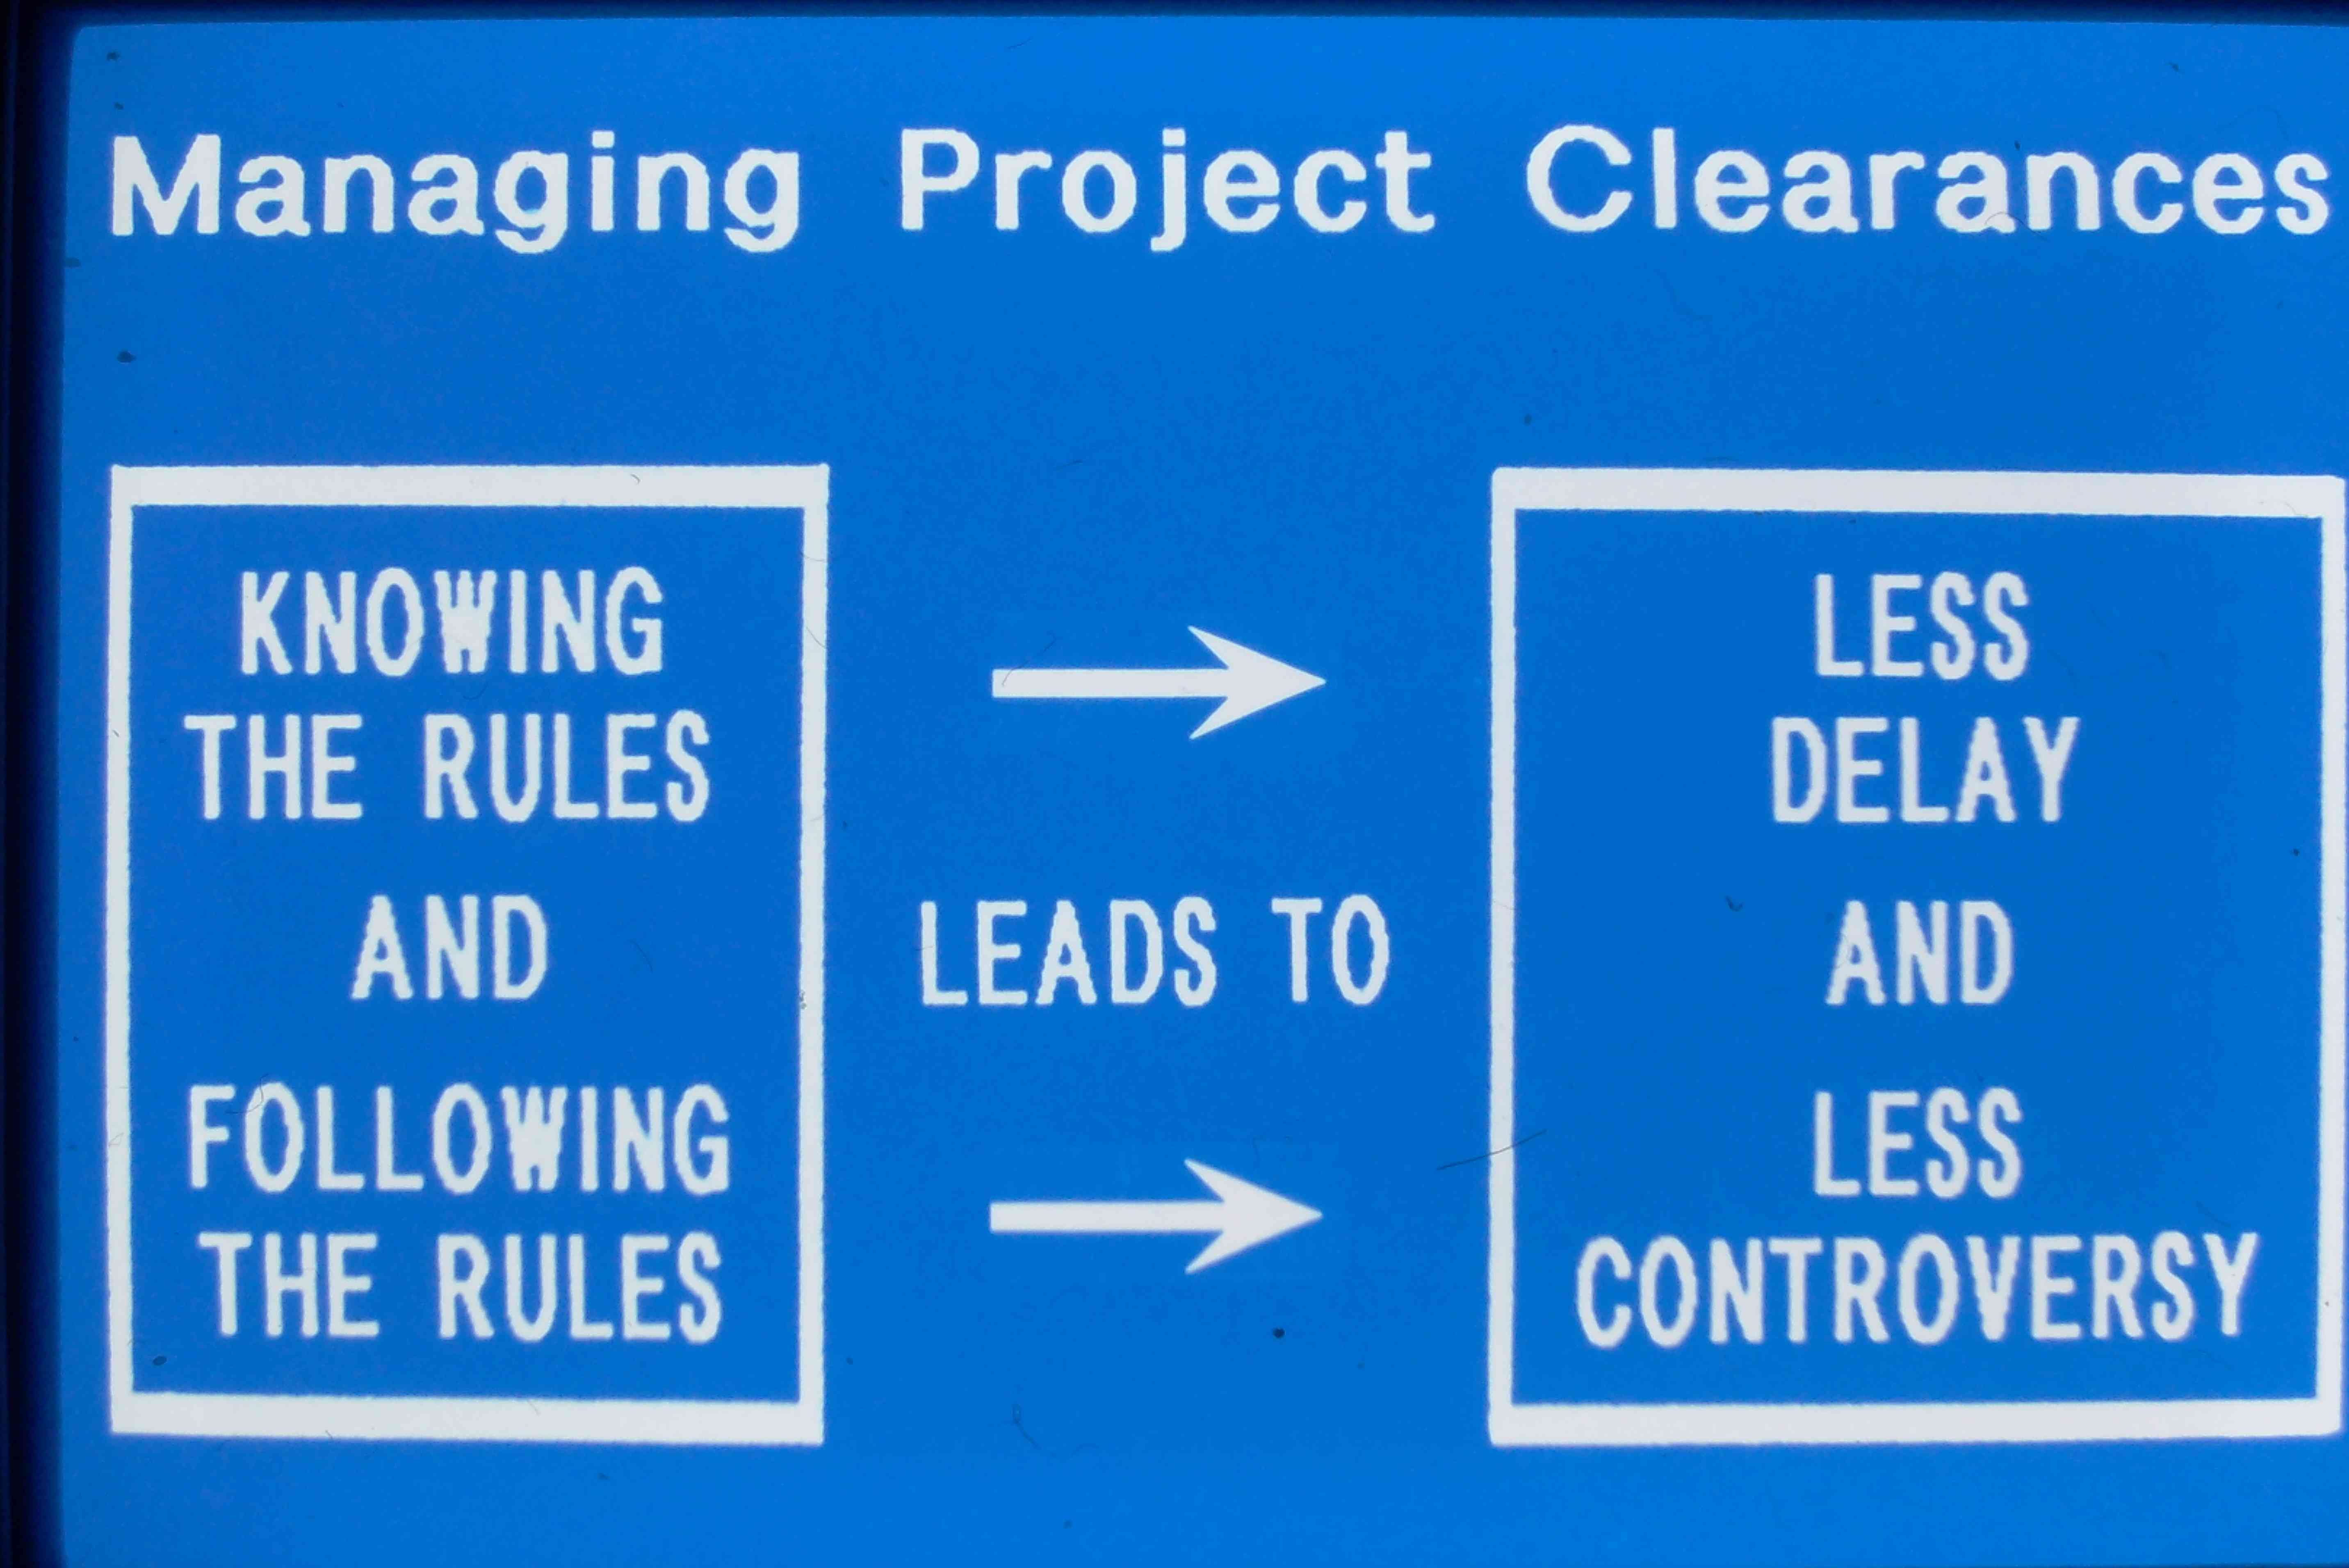 Managing Project Clearances
KNOWING
THE RULES
AND
FOLLOWING
THE RULES
LEADS TO
LESS
DELAY
AND
LESS
CONTROVERSY